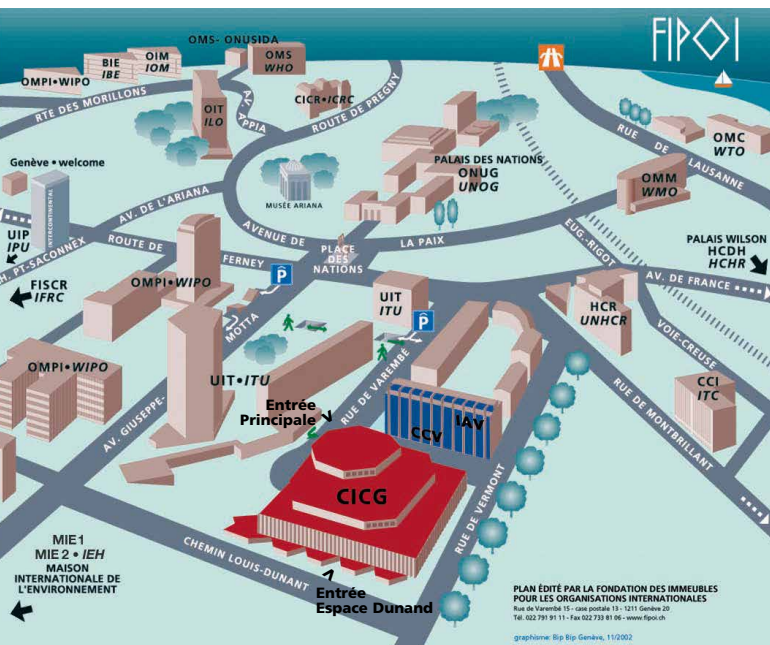 FIPOI
OMS- ONUSIDA
OMS
WHO
OIM
IOM
BIE
IBE
OMPI•WIPO
RTE DES MORILLONS
OIT
ILO
AV. APPIA
CICR•ICRC
ROUTE DE PREGNY
RUE DE LAUSANNE
OMC
WTO
PALAIS DES NATIONS
ONUG
UNOG
OMM
WMO
Genève • welcome
INTERCONTINENTAL
AV. DE L'ARIANA
MUSÉE ARIANA
AVENUE DE
LA PAIX
PLACE
DES
NATIONS
EUG.-RIGOT
PALAIS WILSON
HCDH
HCHR
UIP
IPU
ROUTE DE
FERNEY
H. PT-SACONNEX
FISCR
IFRC
OMPI•WIPO
P
MOTTA
UIT
ITU
P
AV. DE FRANCE
HCR
UNHCR
VOIE-CREUSE
CCI
ITC
OMPI•WIPO
UIT•ITU
AV. GIUSEPPE-
RUE DE VAREMBÉ
RUE DE MONTBRILLANT
Entrée
Principale
CCV
IAV
CICG
RUE DE VERMONT
CHEMIN LOUIS-DUNANT
MIE1
MIE 2 • IEH
MAISON
INTERNATIONALE DE
L'ENVIRONNEMENT
Entrée
Espace Dunand
PLAN ÉDITÉ PAR LA FONDATION DES IMMEUBLES
POUR LES ORGANISATIONS INTERNATIONALES
Rue de Varembé 15 - case postale 13 - 1211 Genève 20
Tél. 022 791 91 11 - Fax 022 733 81 06 - www.fipoi.ch
graphisme: Bip Bip Genève, 11/2002